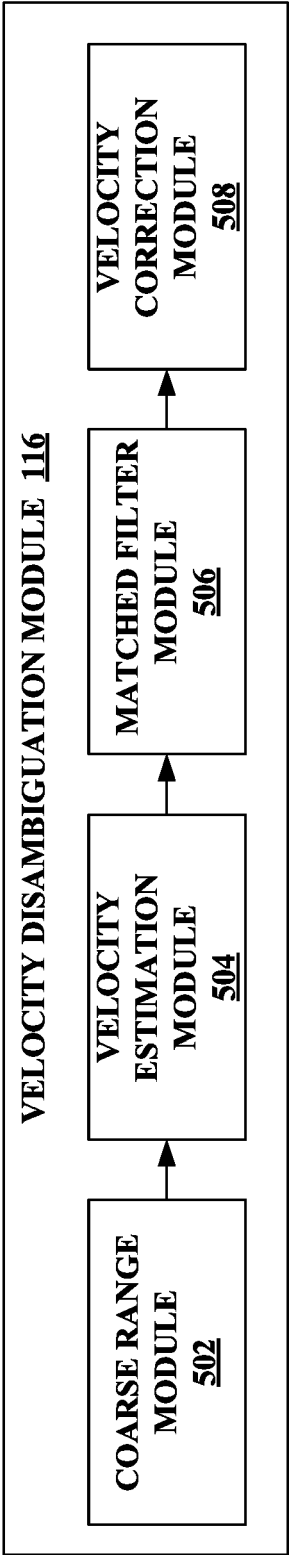 VELOCITY DISAMBIGUATION MODULE 116
COARSE RANGE
MODULE
502
VELOCITY
ESTIMATION
MODULE
504
MATCHED FILTER
MODULE
506
VELOCITY
CORRECTION
MODULE
508